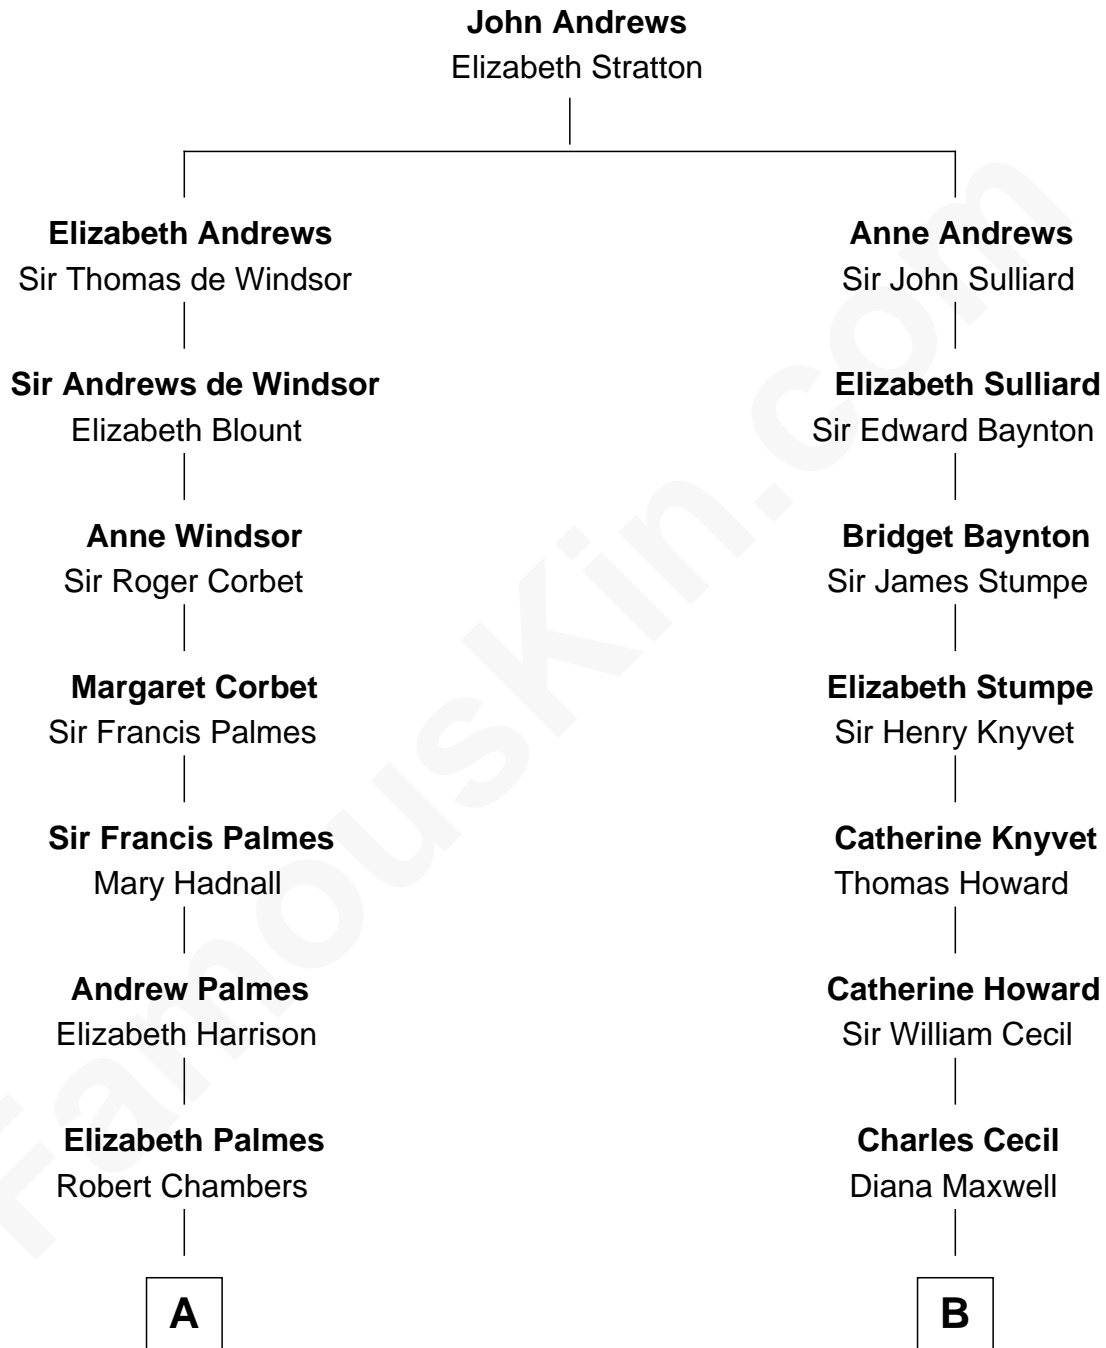 John Andrews
Elizabeth Stratton
Elizabeth Andrews
Sir Thomas de Windsor
Anne Andrews
Sir John Sulliard
Sir Andrews de Windsor
Elizabeth Blount
Elizabeth Sulliard
Sir Edward Baynton
Anne Windsor
Sir Roger Corbet
Bridget Baynton
Sir James Stumpe
Margaret Corbet
Sir Francis Palmes
Elizabeth Stumpe
Sir Henry Knyvet
Sir Francis Palmes
Mary Hadnall
Catherine Knyvet
Thomas Howard
Andrew Palmes
Elizabeth Harrison
Catherine Howard
Sir William Cecil
Elizabeth Palmes
Robert Chambers
Charles Cecil
Diana Maxwell
A
B
FamousKin.com